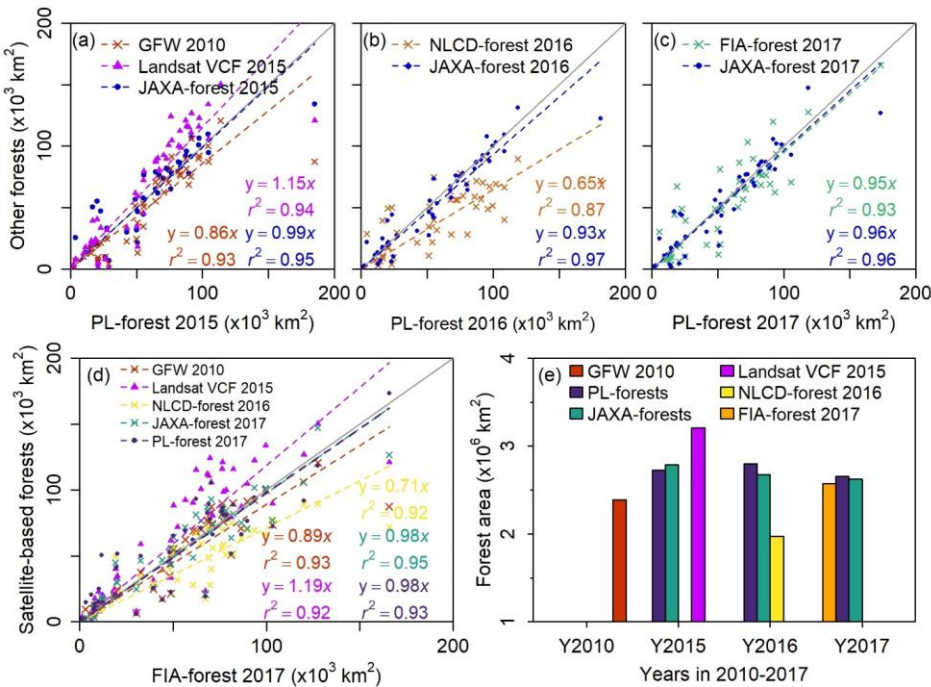 (a)
GFW 2010
Landsat VCF 2015
JAXA-forest 2015
y = 1.15x
r² = 0.94
y = 0.86x
r² = 0.93
y = 0.99x
r² = 0.95
Other forests (x10³ km²)
0
100
200
0
100
200
PL-forest 2015 (x10³ km²)
(b)
NLCD-forest 2016
JAXA-forest 2016
y = 0.65x
r² = 0.87
y = 0.93x
r² = 0.97
0
100
200
PL-forest 2016 (x10³ km²)
(c)
FIA-forest 2017
JAXA-forest 2017
y = 0.95x
r² = 0.93
y = 0.96x
r² = 0.96
0
100
200
PL-forest 2017 (x10³ km²)
(d)
GFW 2010
Landsat VCF 2015
NLCD-forest 2016
JAXA-forest 2017
PL-forest 2017
y = 0.71x
r² = 0.92
y = 0.89x
r² = 0.93
y = 0.98x
r² = 0.95
y = 1.19x
r² = 0.92
y = 0.98x
r² = 0.93
Satellite-based forests (x10³ km²)
0
100
200
0
100
200
FIA-forest 2017 (x10³ km²)
(e)
GFW 2010
PL-forests
JAXA-forests
Landsat VCF 2015
NLCD-forest 2016
FIA-forest 2017
Forest area (x10⁶ km²)
4
3
2
1
Y2010
Y2015
Y2016
Y2017
Years in 2010-2017